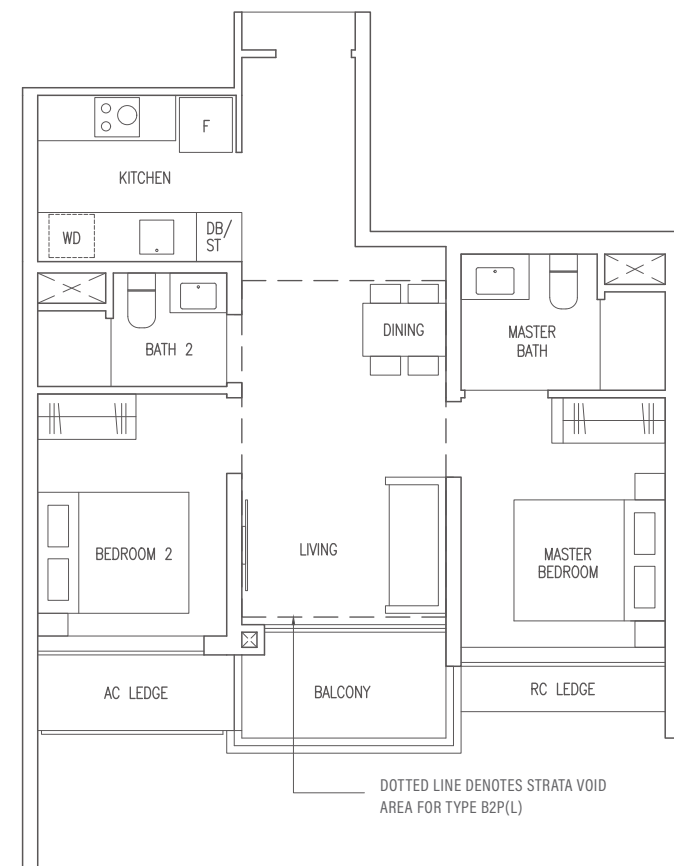 F
KITCHEN
WD
DB/
ST
BATH 2
DINING
MASTER
BATH
BEDROOM 2
LIVING
MASTER
BEDROOM
AC LEDGE
BALCONY
RC LEDGE
DOTTED LINE DENOTES STRATA VOID
AREA FOR TYPE B2P(L)